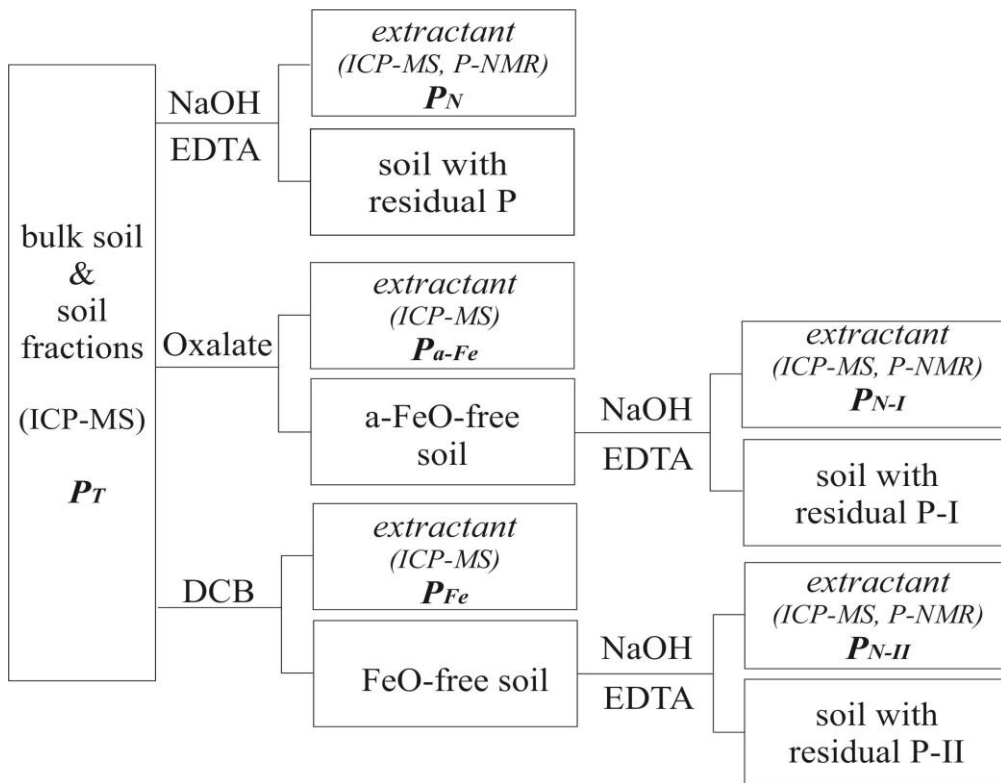 bulk soil
&
soil
fractions
(ICP-MS)
PT
NaOH
EDTA
extractant
(ICP-MS, P-NMR)
PN
soil with
residual P
Oxalate
extractant
(ICP-MS)
Pa-Fe
a-FeO-free
soil
NaOH
EDTA
extractant
(ICP-MS, P-NMR)
PN-I
soil with
residual P-I
DCB
extractant
(ICP-MS)
PFe
FeO-free soil
NaOH
EDTA
extractant
(ICP-MS, P-NMR)
PN-II
soil with
residual P-II